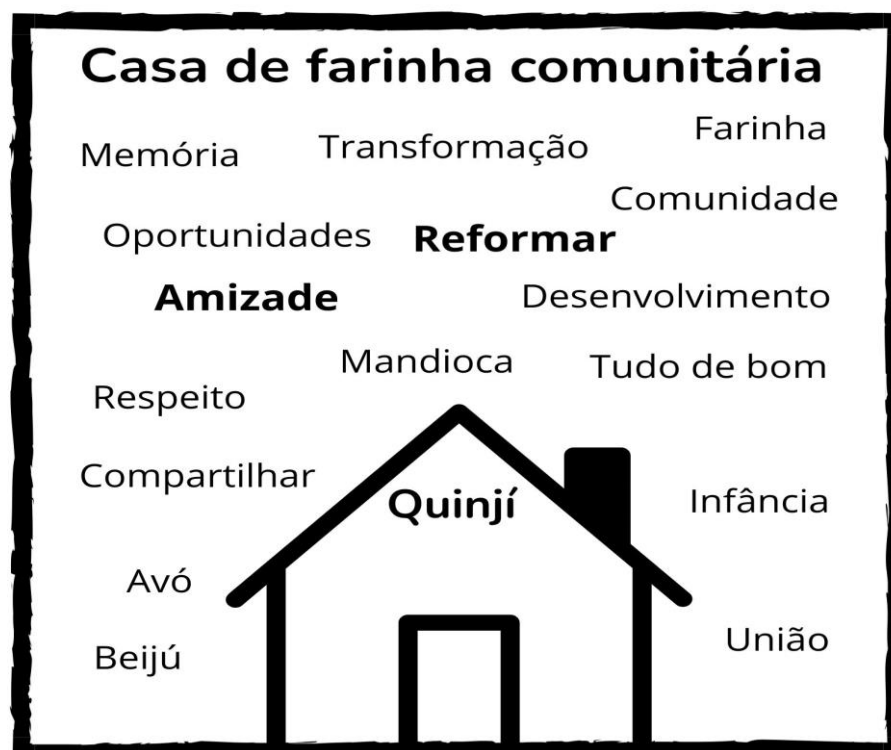 Casa de farinha comunitária
Memória
Transformação
Farinha
Comunidade
Oportunidades
Reformar
Amizade
Desenvolvimento
Mandioca
Tudo de bom
Respeito
Compartilhar
Quinjí
Infância
Avó
Beijú
União